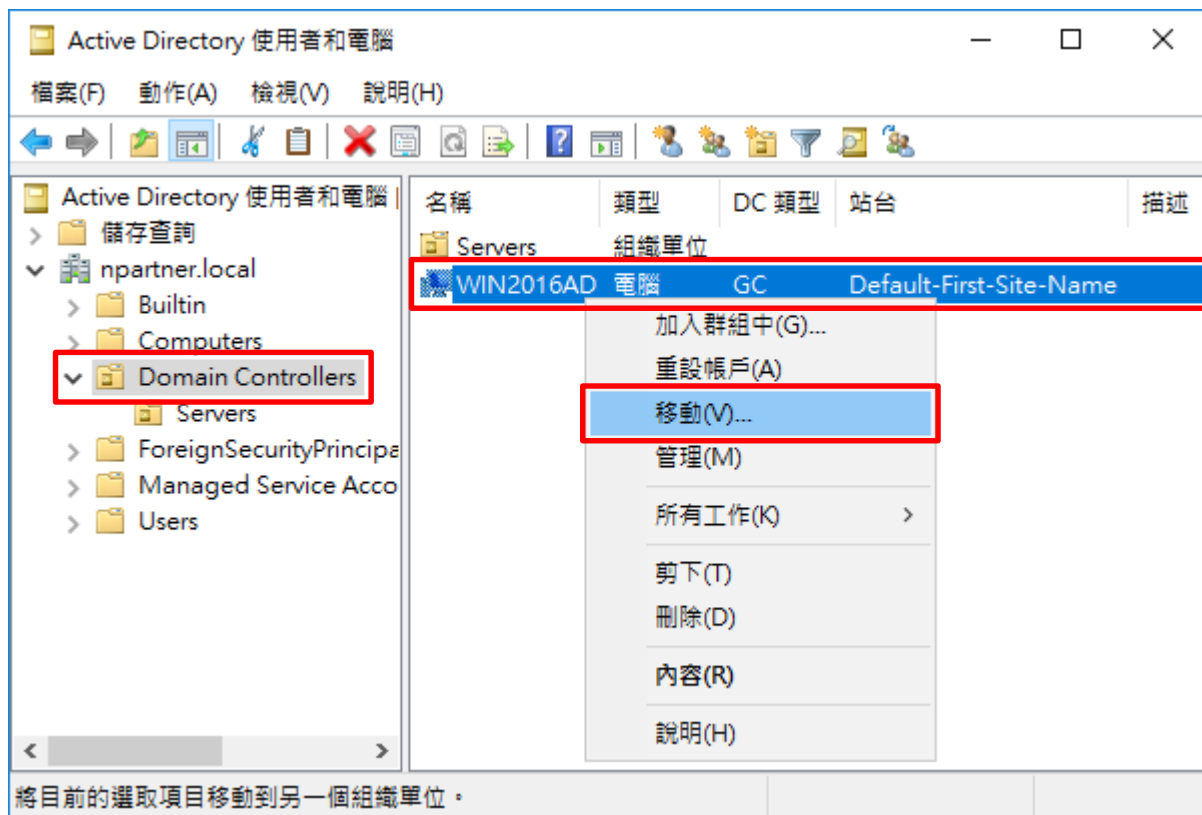 Active Directory 使用者和電腦
檔案(F) 動作(A) 檢視(V) 說明(H)
Active Directory 使用者和電腦
儲存查詢
npartner.local
Builtin
Computers
Domain Controllers
Servers
ForeignSecurityPrincipa
Managed Service Acco
Users
名稱 類型 DC 類型 站台 描述
Servers 組織單位
WIN2016AD 電腦 GC Default-First-Site-Name
加入群組中(G)...
重設帳戶(A)
移動(V)...
管理(M)
所有工作(K)
剪下(T)
刪除(D)
內容(R)
說明(H)
將目前的選取項目移動到另一個組織單位。